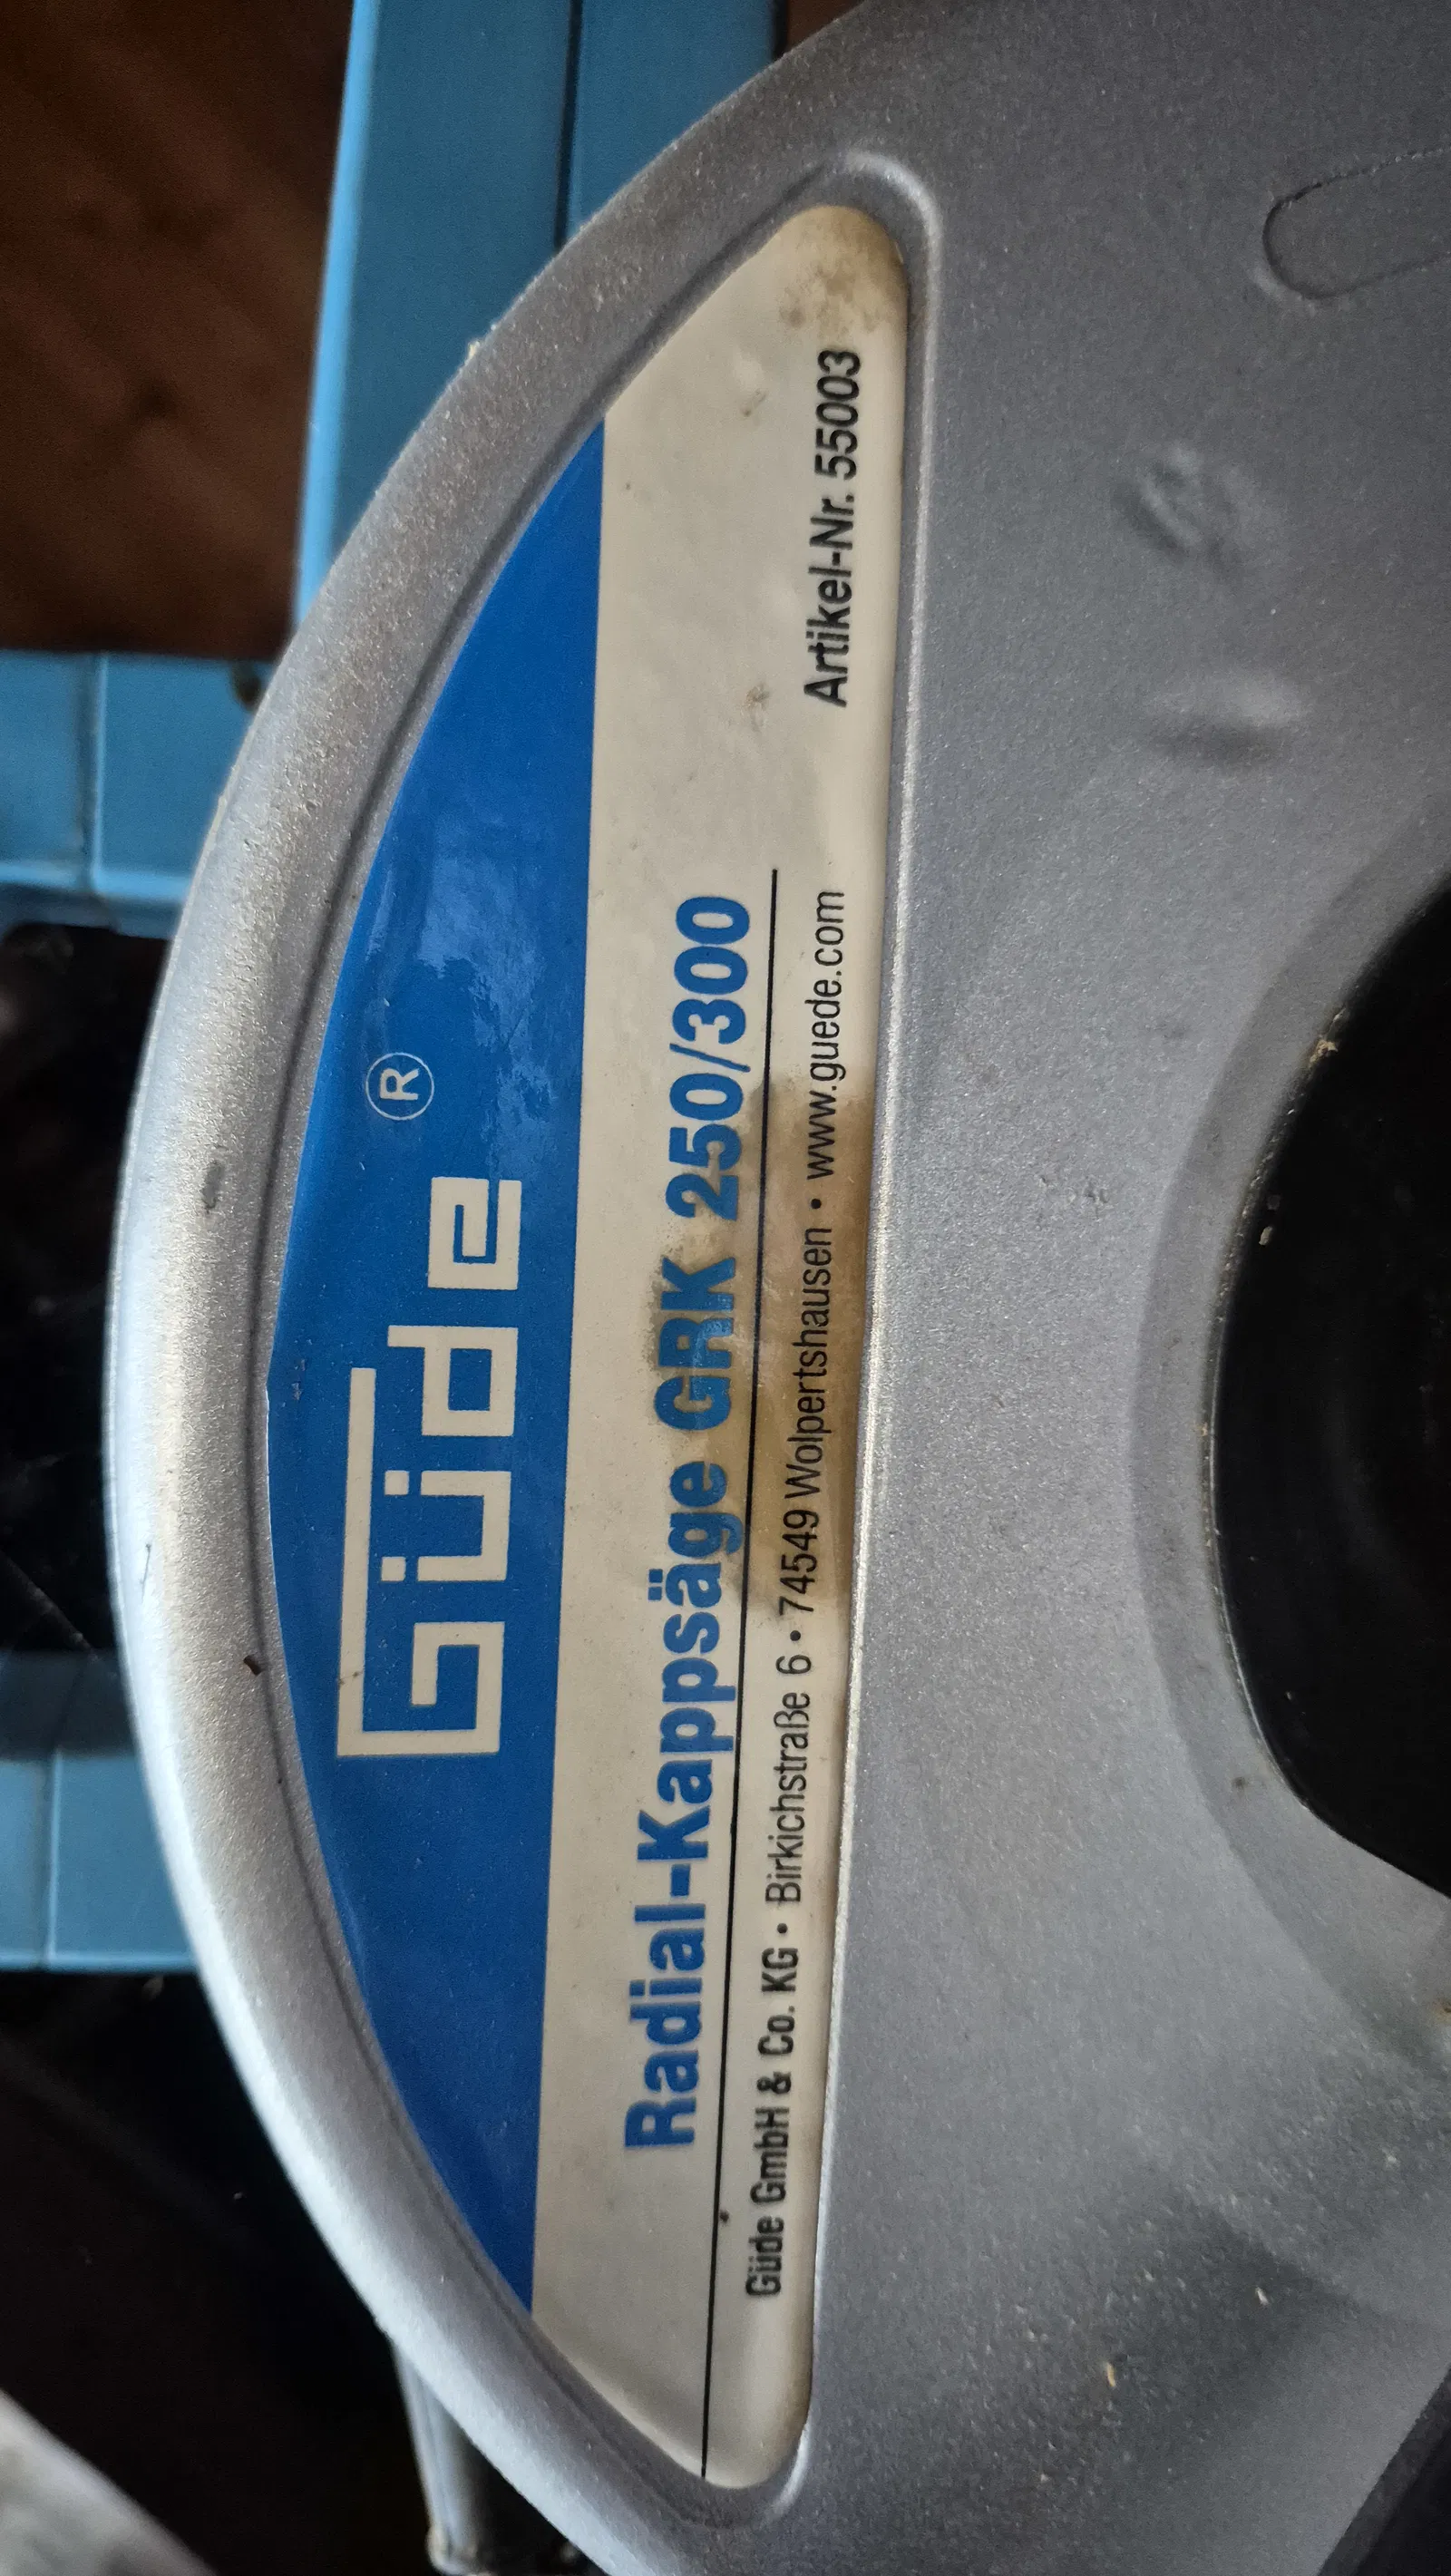 Güde ®
Radial-Kappsäge GRK 250/300
Güde GmbH & Co. KG • Birkichstraße 6 • 74549 Wolpertshausen • www.guede.com Artikel-Nr. 55003